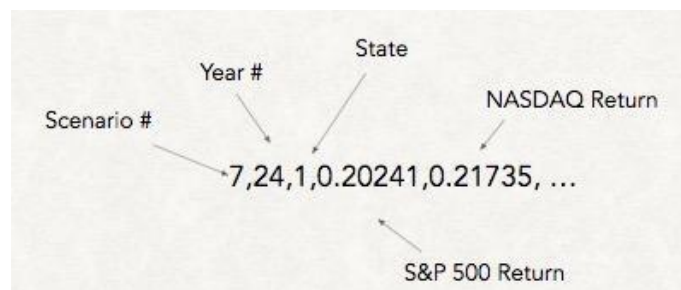 State
Year #
NASDAQ Return
Scenario #
7,24,1,0.20241,0.21735, ...
S&P 500 Return